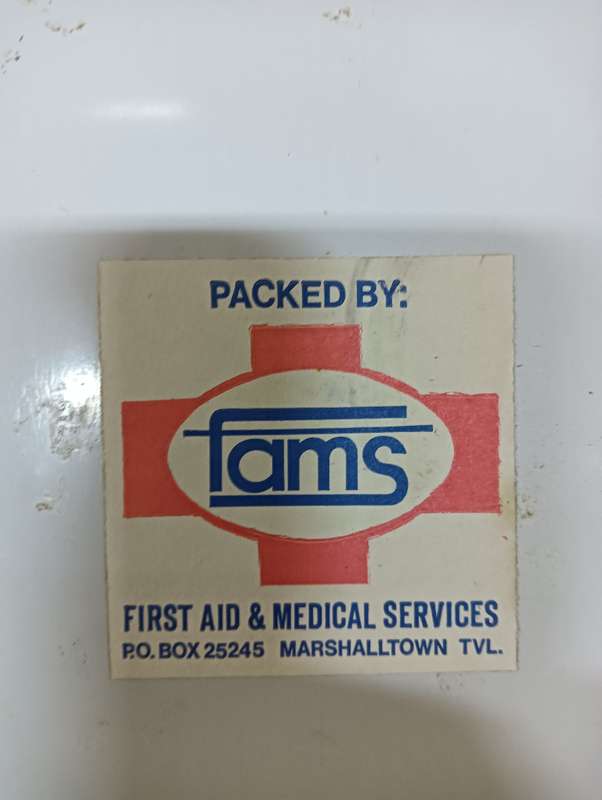 PACKED BY:
fams
FIRST AID & MEDICAL SERVICES
P.O. BOX 25245 MARSHALLTOWN TVL.